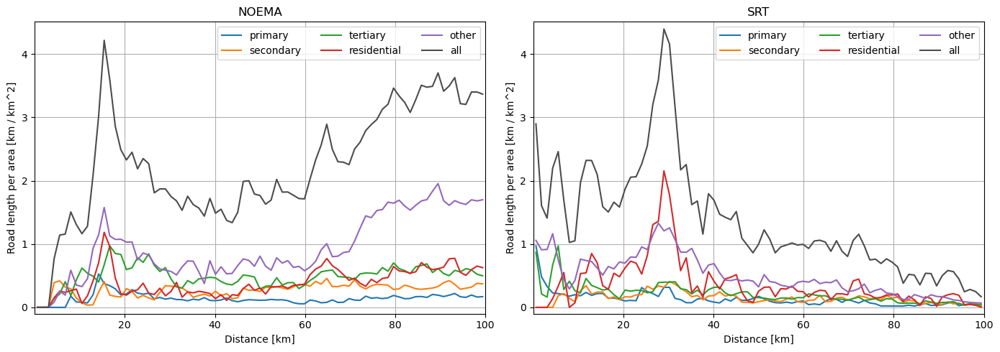 NOEMA
Road length per area [km / km^2]
primary
secondary
tertiary
residential
other
all
4
3
2
1
0
20
40
60
80
100
Distance [km]
SRT
Road length per area [km / km^2]
primary
secondary
tertiary
residential
other
all
4
3
2
1
0
20
40
60
80
100
Distance [km]